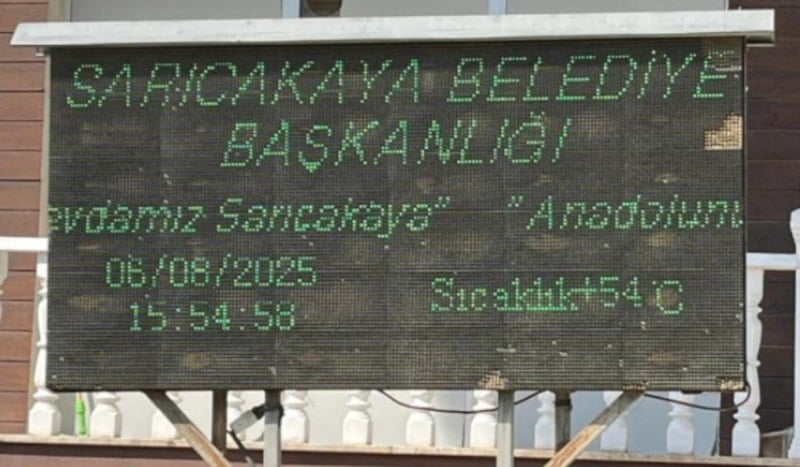 SARICAKAYA BELEDİYE
BAŞKANLIĞI
evdamız Sarıcakaya" "Anadolunu
06/08/2025
15:54:58
Sıcaklık+54°C